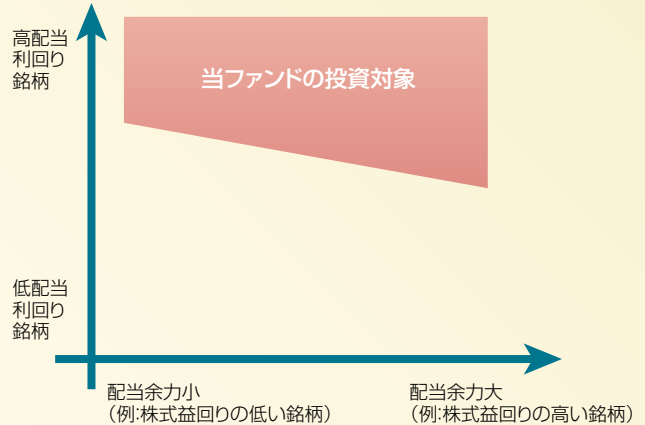 高配当
利回り
銘柄
当ファンドの投資対象
低配当
利回り
銘柄
配当余力小
（例:株式益回りの低い銘柄）
配当余力大
（例:株式益回りの高い銘柄）